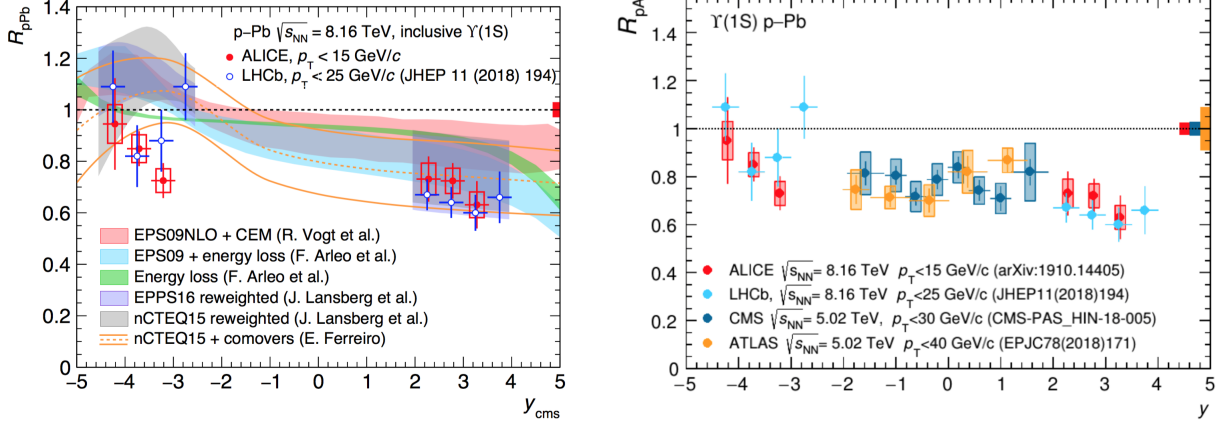 R_pPb
p−Pb √s_NN = 8.16 TeV, inclusive ϒ(1S)
ALICE, p_T < 15 GeV/c
LHCb, p_T < 25 GeV/c (JHEP 11 (2018) 194)
1.4
1.2
1
0.8
0.6
0.4
0.2
0
EPS09NLO + CEM (R. Vogt et al.)
EPS09 + energy loss (F. Arleo et al.)
Energy loss (F. Arleo et al.)
EPPS16 reweighted (J. Lansberg et al.)
nCTEQ15 reweighted (J. Lansberg et al.)
nCTEQ15 + comovers (E. Ferreiro)
−5 −4 −3 −2 −1 0 1 2 3 4 5
y_cms
R_pA
ϒ(1S) p−Pb
1.4
1.2
1
0.8
0.6
0.4
0.2
0
ALICE √s_NN = 8.16 TeV p_T<15 GeV/c (arXiv:1910.14405)
LHCb, √s_NN = 8.16 TeV p_T<25 GeV/c (JHEP11(2018)194)
CMS √s_NN = 5.02 TeV, p_T<30 GeV/c (CMS-PAS_HIN-18-005)
ATLAS √s_NN = 5.02 TeV p_T<40 GeV/c (EPJC78(2018)171)
−5 −4 −3 −2 −1 0 1 2 3 4 5
y